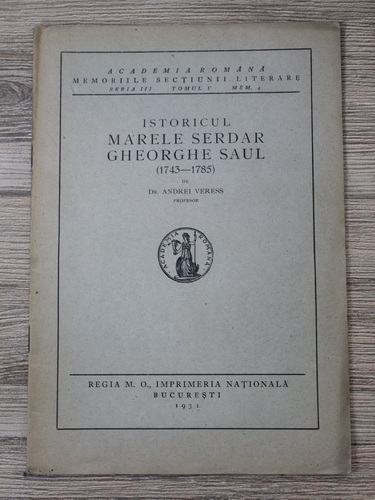 ACADEMIA ROMÂNĂ
MEMORIILE SECŢIUNII LITERARE
SERIA III TOMUL V MEM. 4
ISTORICUL
MARELE SERDAR
GHEORGHE SAUL
(1743—1785)
DE
DR. ANDREI VERESS
PROFESOR
ACADEMIA ROMANA
REGIA M. O., IMPRIMERIA NAŢIONALĂ
BUCUREŞTI
1931